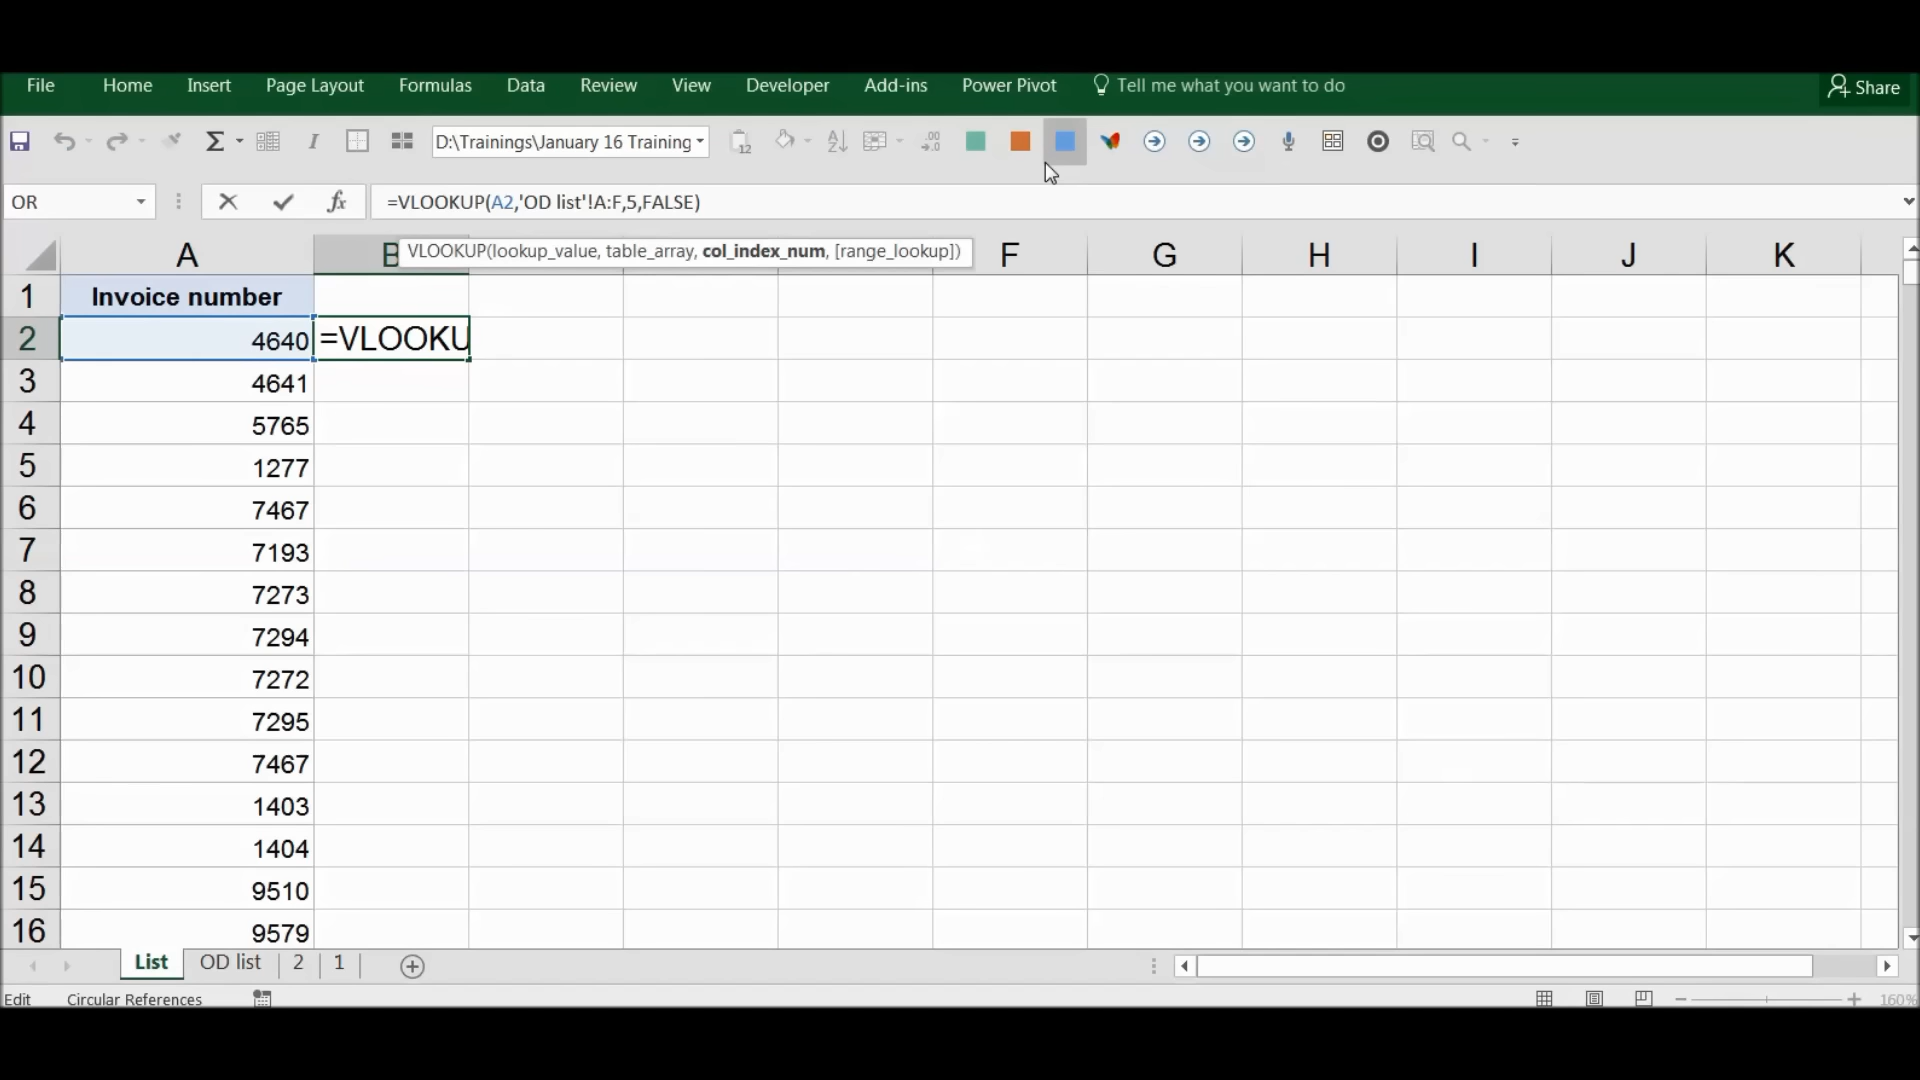 File Home Insert Page Layout Formulas Data Review View Developer Add-ins Power Pivot Tell me what you want to do Share
D:\Trainings\January 16 Training
OR =VLOOKUP(A2,'OD list'!A:F,5,FALSE)
VLOOKUP(lookup_value, table_array, col_index_num, [range_lookup])
A B F G H I J K
1 Invoice number
2 4640 =VLOOKU
3 4641
4 5765
5 1277
6 7467
7 7193
8 7273
9 7294
10 7272
11 7295
12 7467
13 1403
14 1404
15 9510
16 9579
List OD list 2 1
Edit Circular References 160%